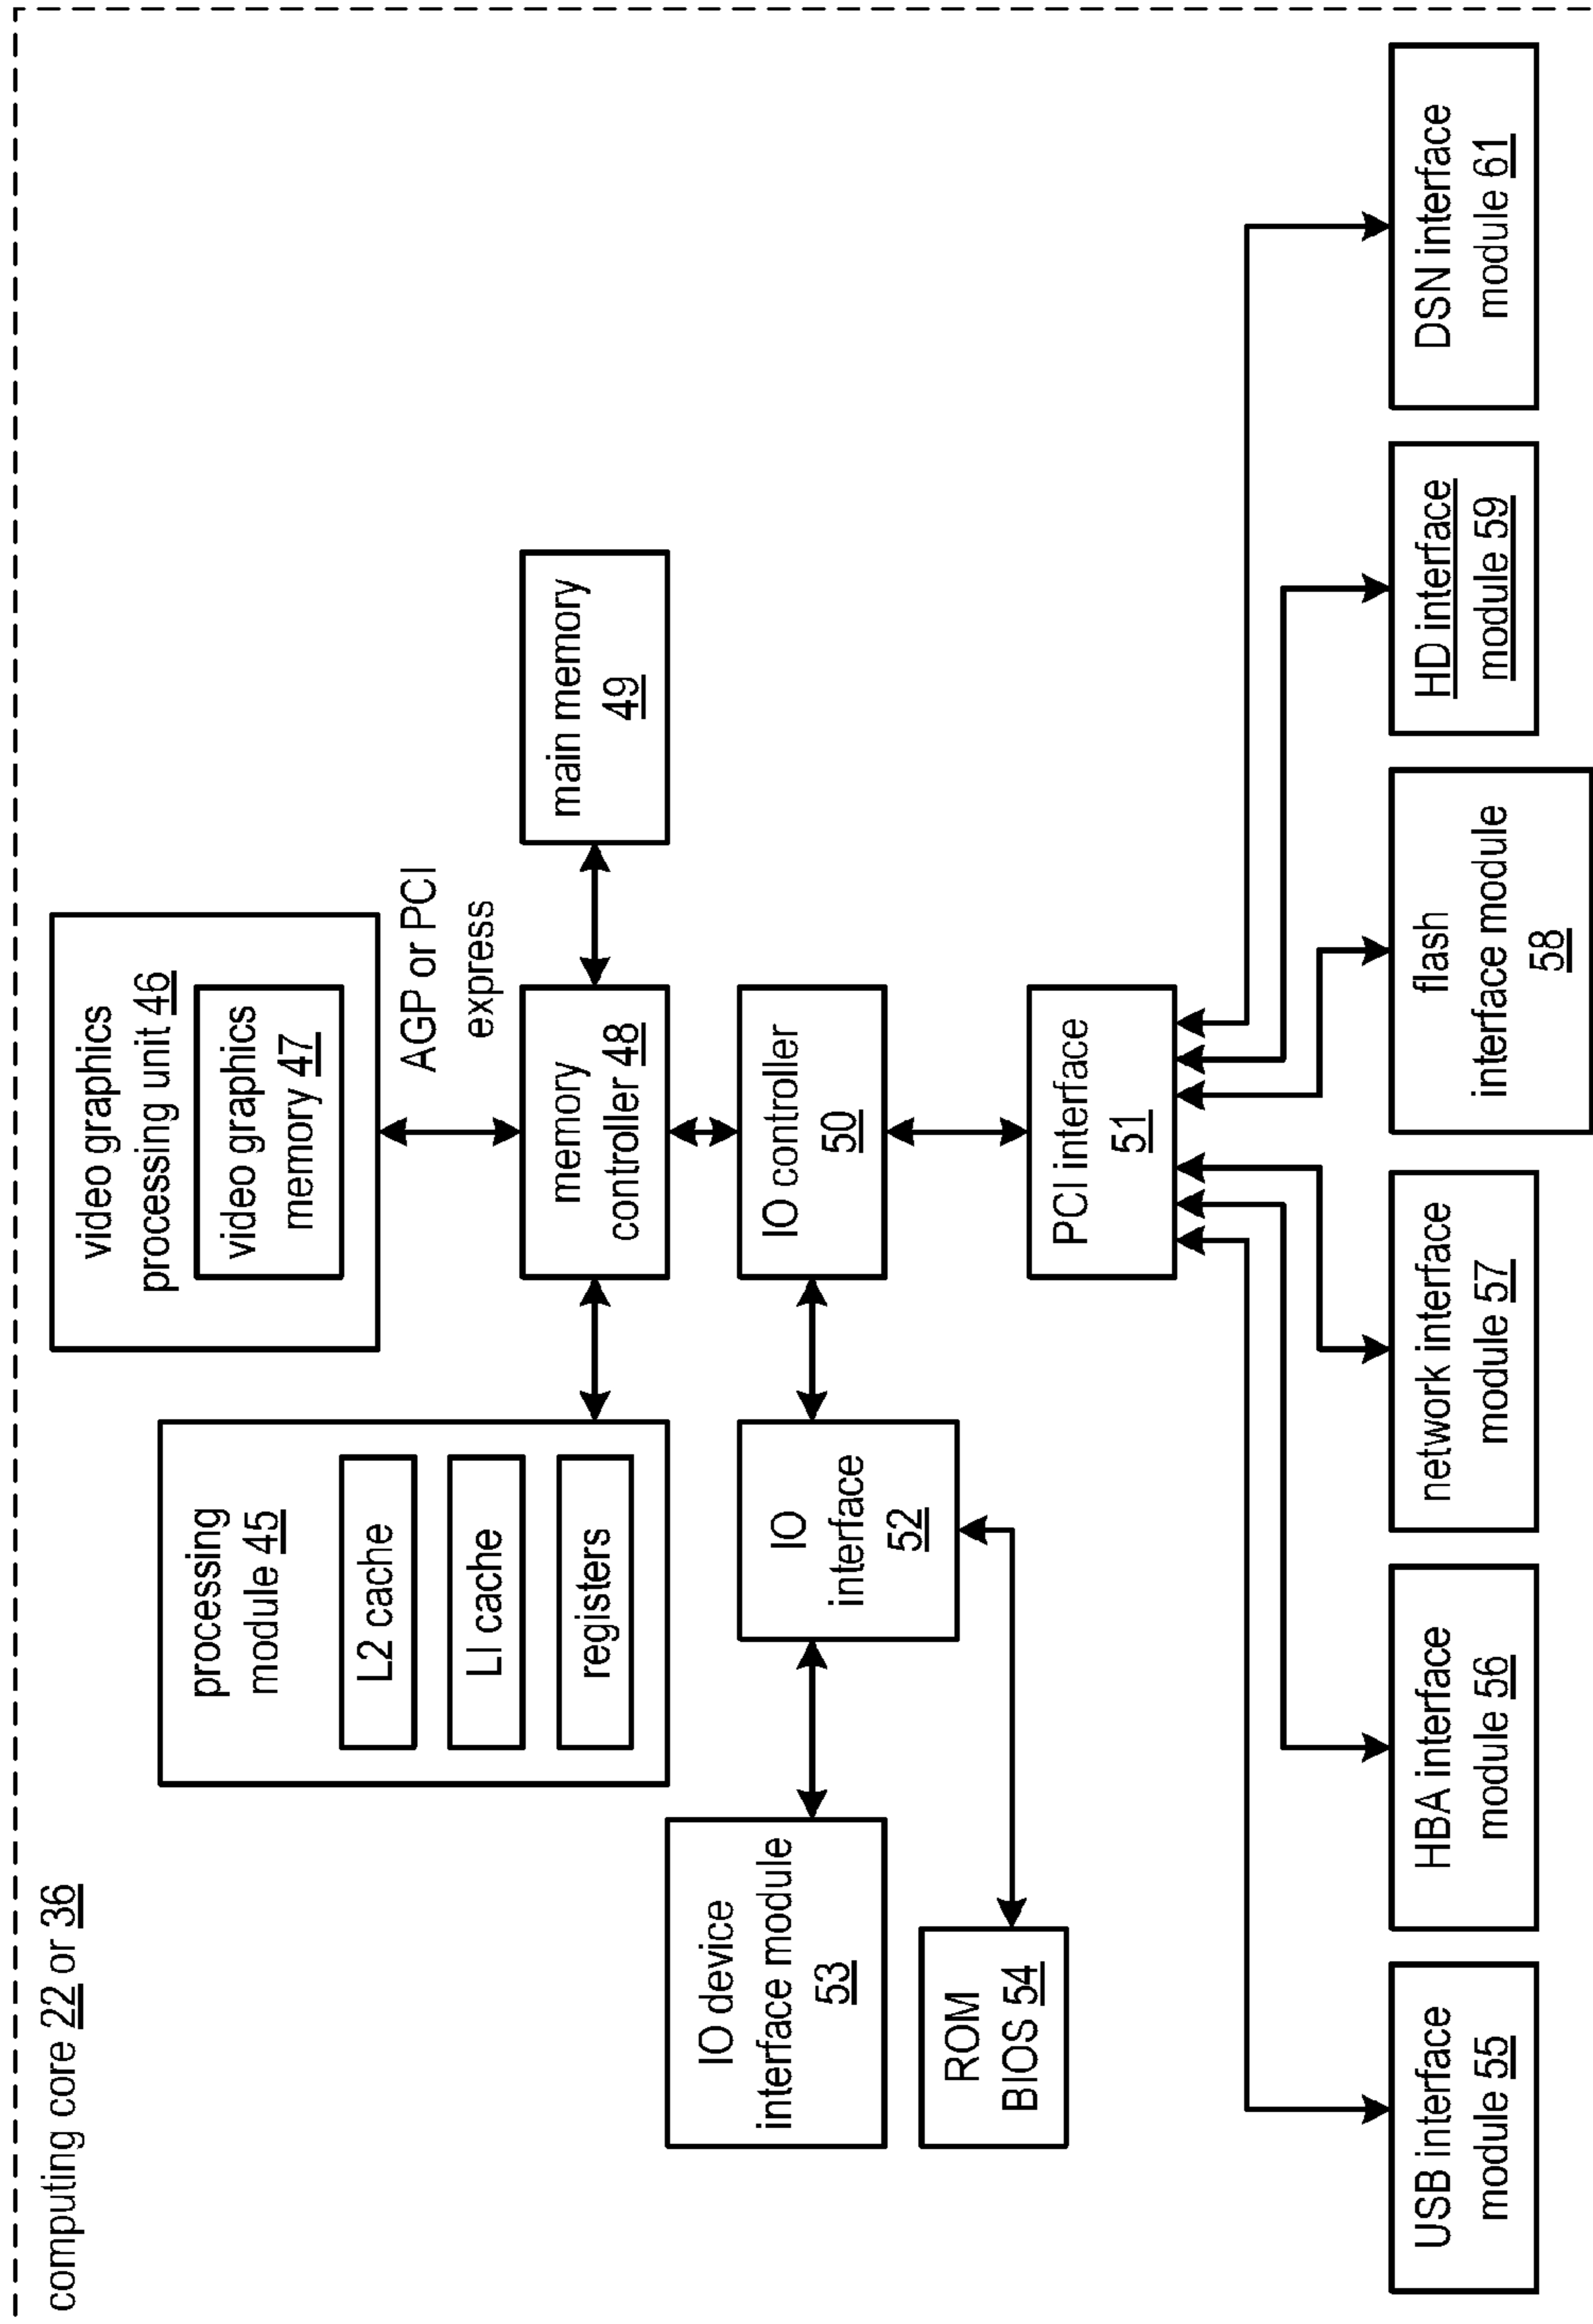 computing core 22 or 36
video graphics
processing unit 46
video graphics
memory 47
processing
module 45
L2 cache
LI cache
registers
AGP or PCI
express
memory
controller 48
main memory
49
IO device
interface module
53
IO
interface
52
IO controller
50
ROM
BIOS 54
PCI interface
51
USB interface
module 55
HBA interface
module 56
network interface
module 57
flash
interface module
58
HD interface
module 59
DSN interface
module 61